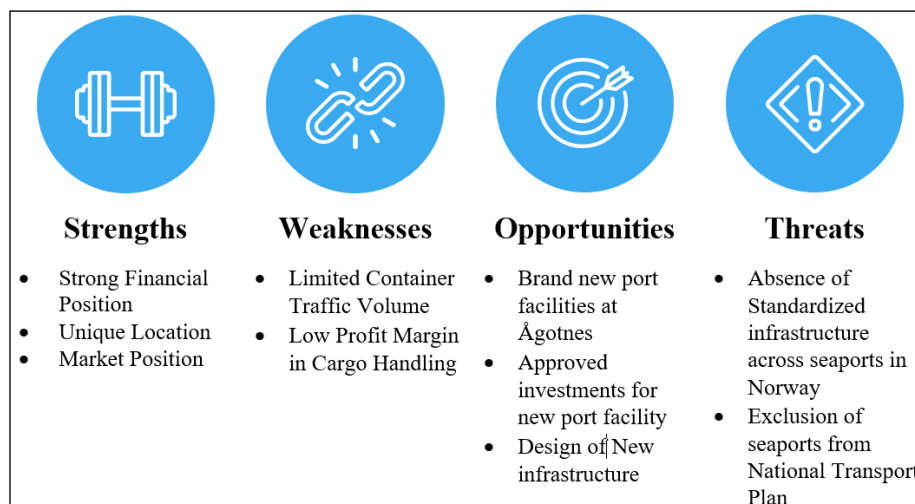 Strengths
• Strong Financial
Position
• Unique Location
• Market Position
Weaknesses
• Limited Container
Traffic Volume
• Low Profit Margin
in Cargo Handling
Opportunities
• Brand new port
facilities at
Ågotnes
• Approved
investments for
new port facility
• Design of New
infrastructure
Threats
• Absence of
Standardized
infrastructure
across seaports in
Norway
• Exclusion of
seaports from
National Transport
Plan